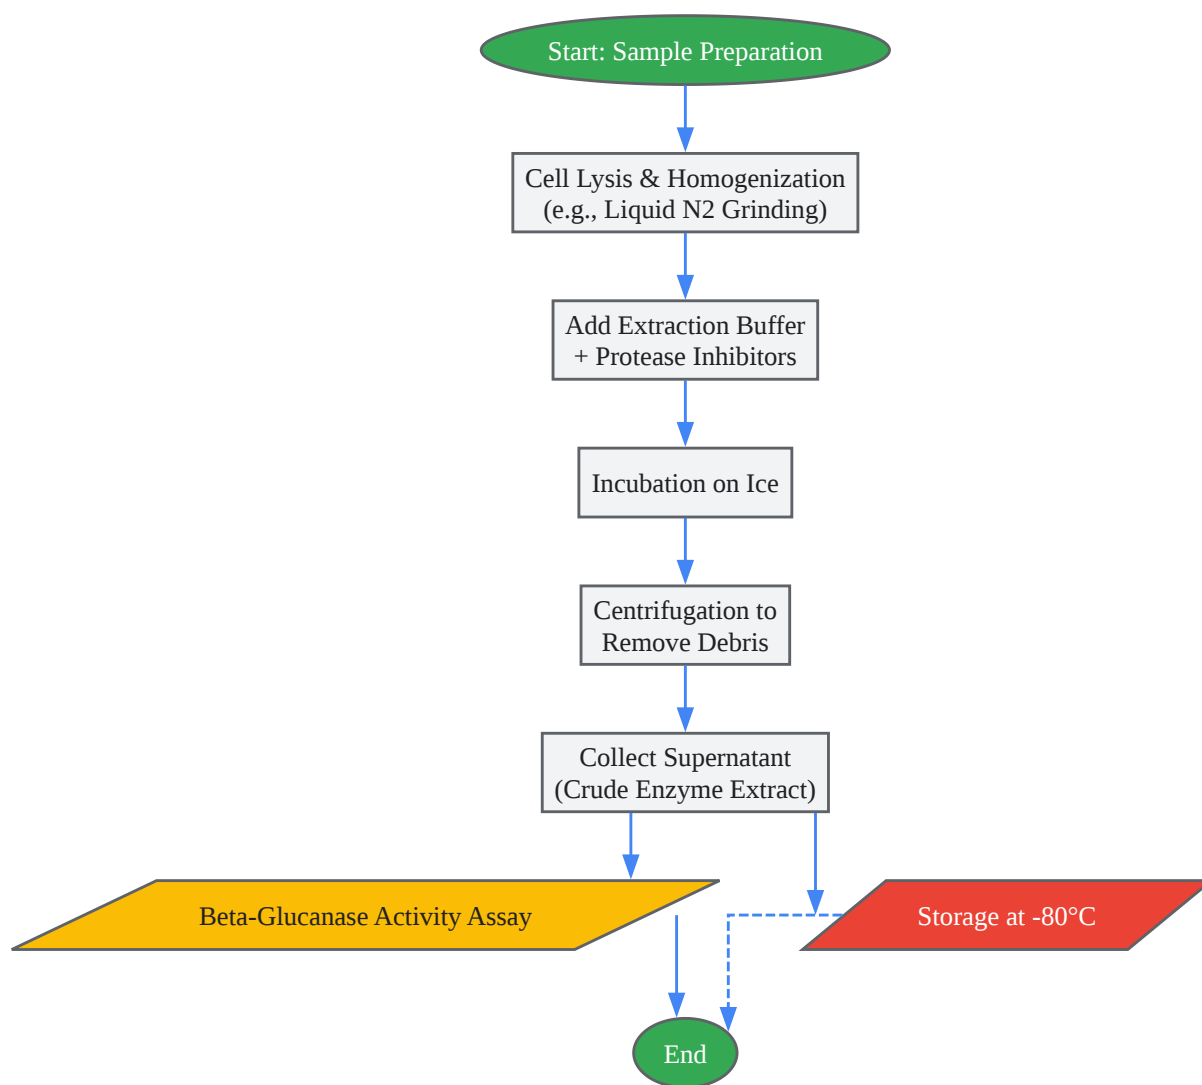 Start: Sample Preparation
Cell Lysis & Homogenization
(e.g., Liquid N2 Grinding)
Add Extraction Buffer
+ Protease Inhibitors
Incubation on Ice
Centrifugation to
Remove Debris
Collect Supernatant
(Crude Enzyme Extract)
Beta-Glucanase Activity Assay
Storage at -80°C
End